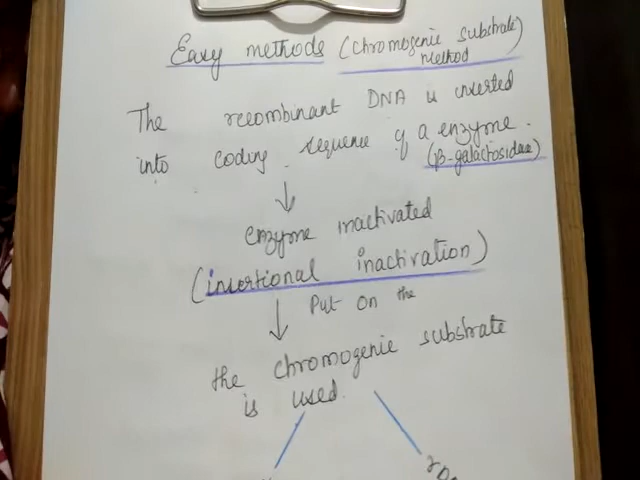 Easy methods (Chromogenic substrate)
method
The recombinant DNA is inserted
into coding sequence of a enzyme.
(β-galactosidae)
↓
enzyme inactivated
(insertional inactivation)
↓ Put on the
the chromogenic substrate
is used.